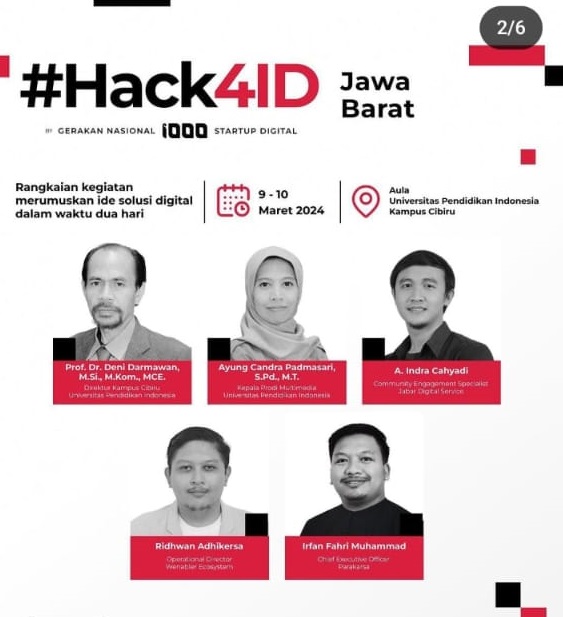 2/6
#Hack4ID
Jawa
Barat
BY GERAKAN NASIONAL 1000 STARTUP DIGITAL
Rangkaian kegiatan
merumuskan ide solusi digital
dalam waktu dua hari
9 - 10
Maret 2024
Aula
Universitas Pendidikan Indonesia
Kampus Cibiru
Prof. Dr. Deni Darmawan,
M.Si., M.Kom., MCE.
Direktur Kampus Cibiru
Universitas Pendidikan Indonesia
Ayung Candra Padmasari,
S.Pd., M.T.
Kepala Prodi Multimedia
Universitas Pendidikan Indonesia
A. Indra Cahyadi
Community Engagement Specialist
Jabar Digital Service
Ridhwan Adhikersa
Operational Director
Wenabler Ecosystem
Irfan Fahri Muhammad
Chief Executive Officer
Parakarsa